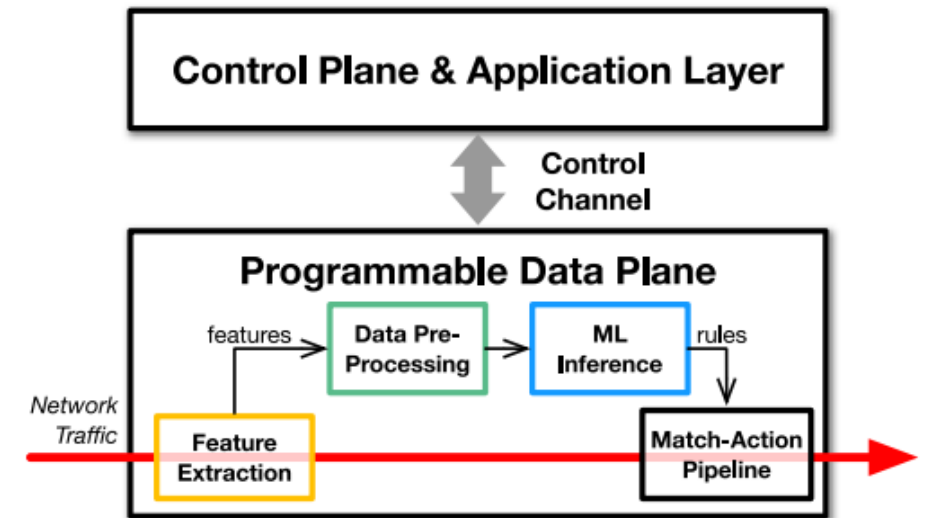 Control Plane & Application Layer
Control
Channel
Programmable Data Plane
features
Data Pre-
Processing
ML
Inference
rules
Network
Traffic
Feature
Extraction
Match-Action
Pipeline